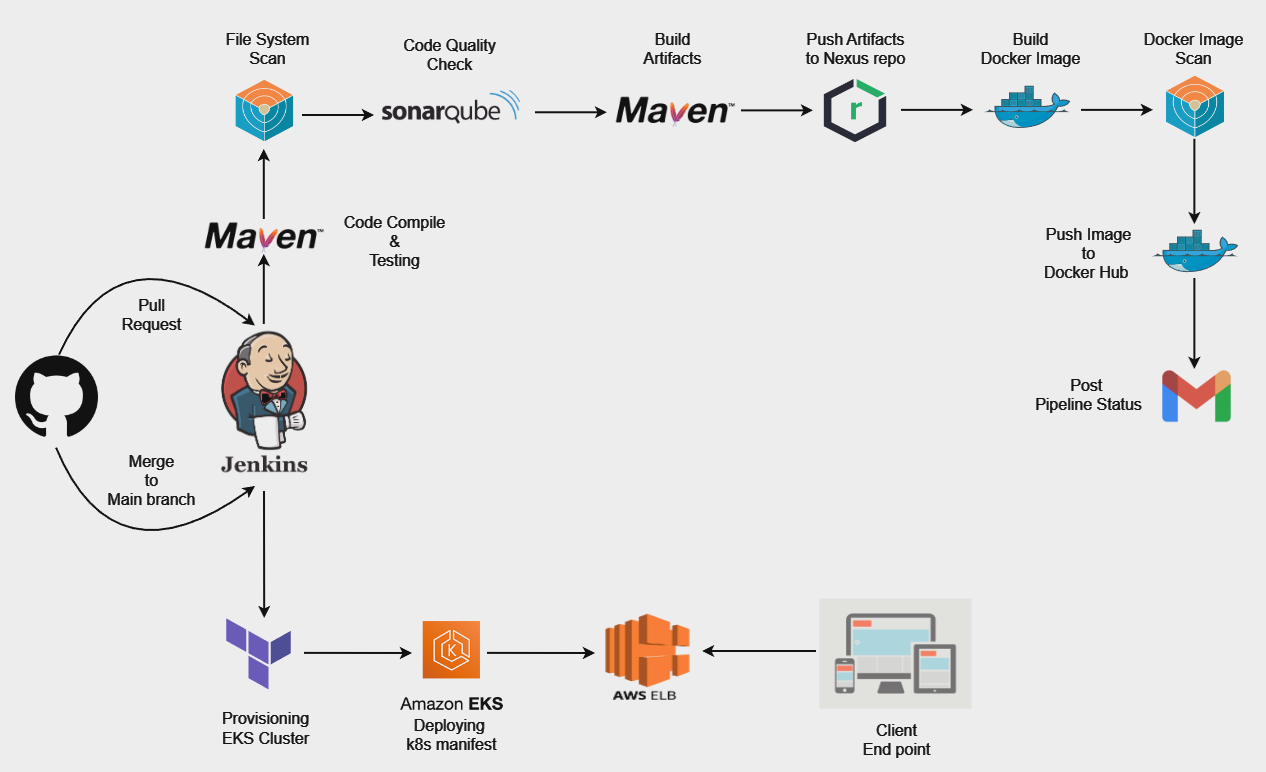 File System
Scan
Code Quality
Check
Build
Artifacts
Push Artifacts
to Nexus repo
Build
Docker Image
Docker Image
Scan
sonarqube
Maven™
r
Maven™
Code Compile
&
Testing
Push Image
to
Docker Hub
Pull
Request
Jenkins
Post
Pipeline Status
Merge
to
Main branch
K
AWS ELB
Provisioning
EKS Cluster
Amazon EKS
Deploying
k8s manifest
Client
End point